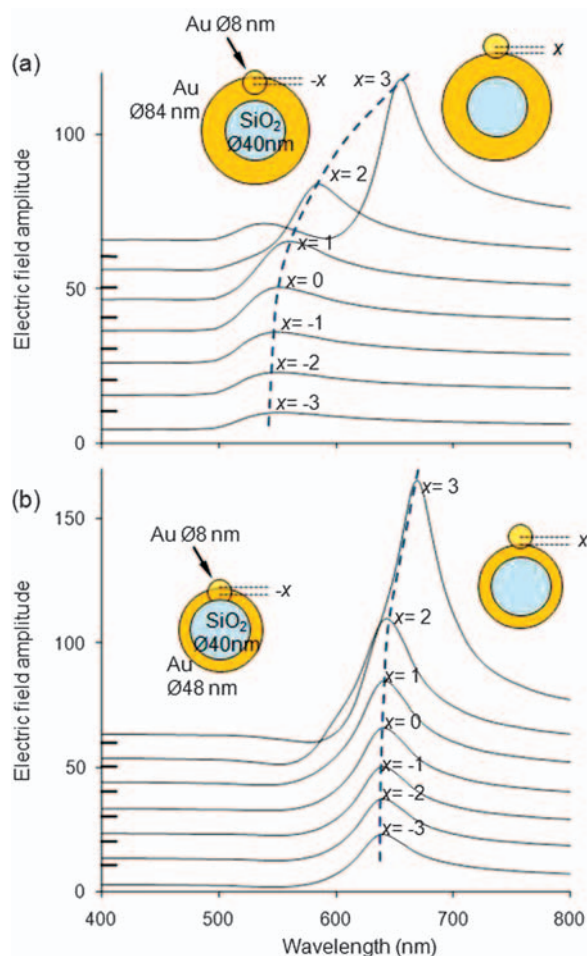 (a)
Au Ø8 nm
-x
x
Au
Ø84 nm
SiO2
Ø40nm
x= 3
x= 2
x= 1
x= 0
x= -1
x= -2
x= -3
100
50
0
Electric field amplitude
(b)
Au Ø8 nm
-x
x
SiO2
Ø40nm
Au
Ø48 nm
x= 3
x= 2
x= 1
x= 0
x= -1
x= -2
x= -3
150
100
50
0
Electric field amplitude
400 500 600 700 800
Wavelength (nm)